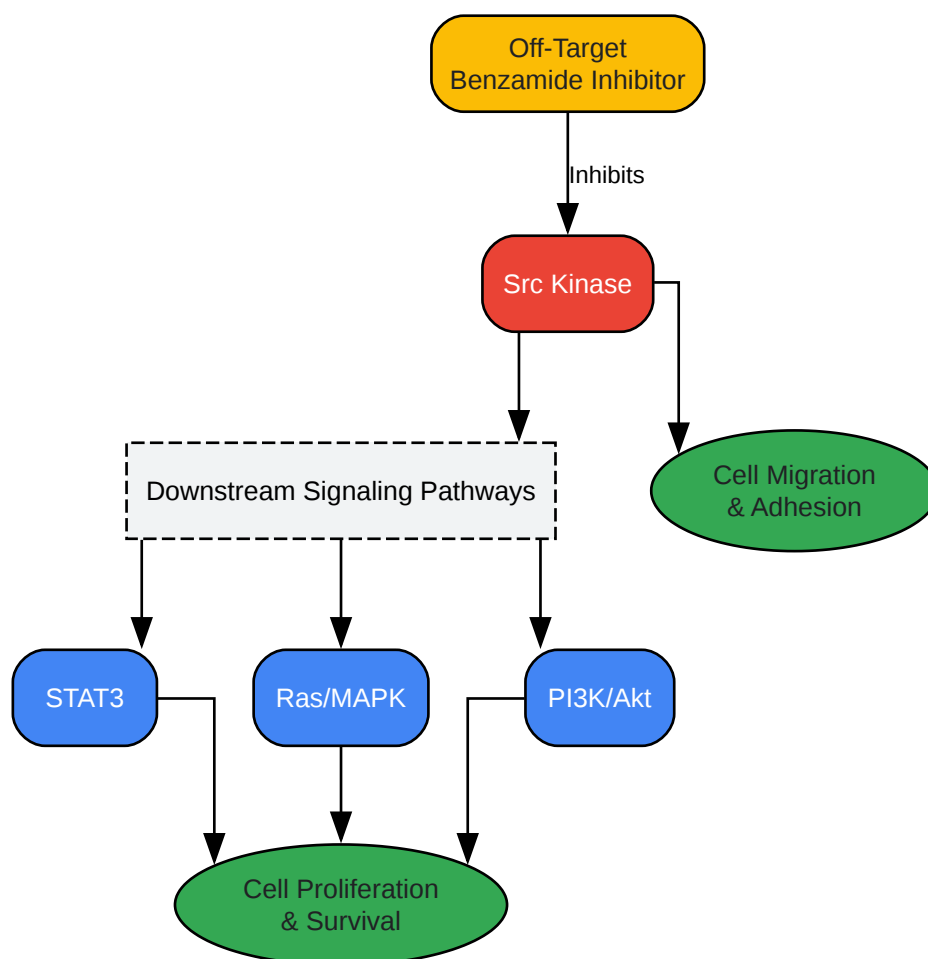 Off-Target
Benzamide Inhibitor
Inhibits
Src Kinase
Downstream Signaling Pathways
Cell Migration
& Adhesion
STAT3
Ras/MAPK
PI3K/Akt
Cell Proliferation
& Survival